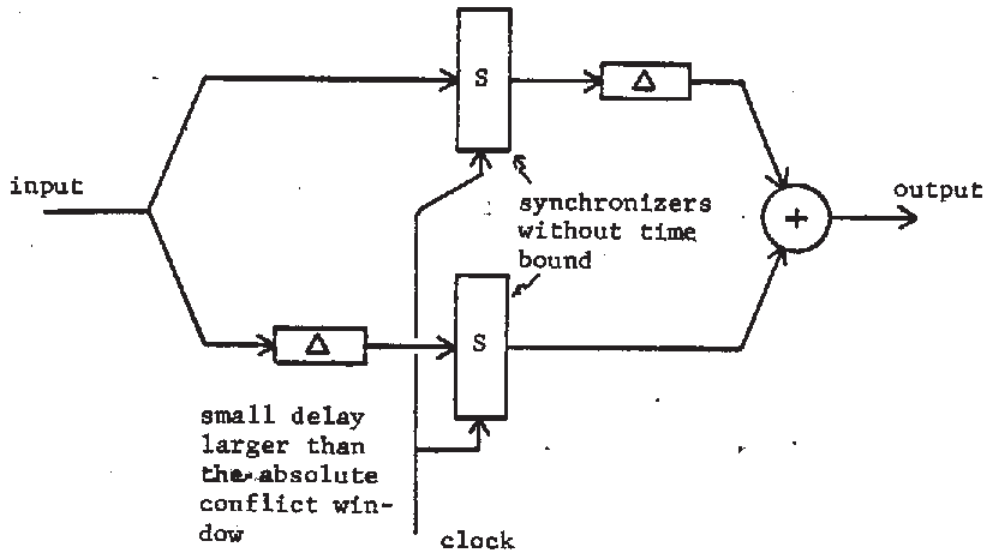 S
Δ
input
synchronizers
without time
bound
+
output
Δ
S
small delay
larger than
the absolute
conflict win-
dow
clock